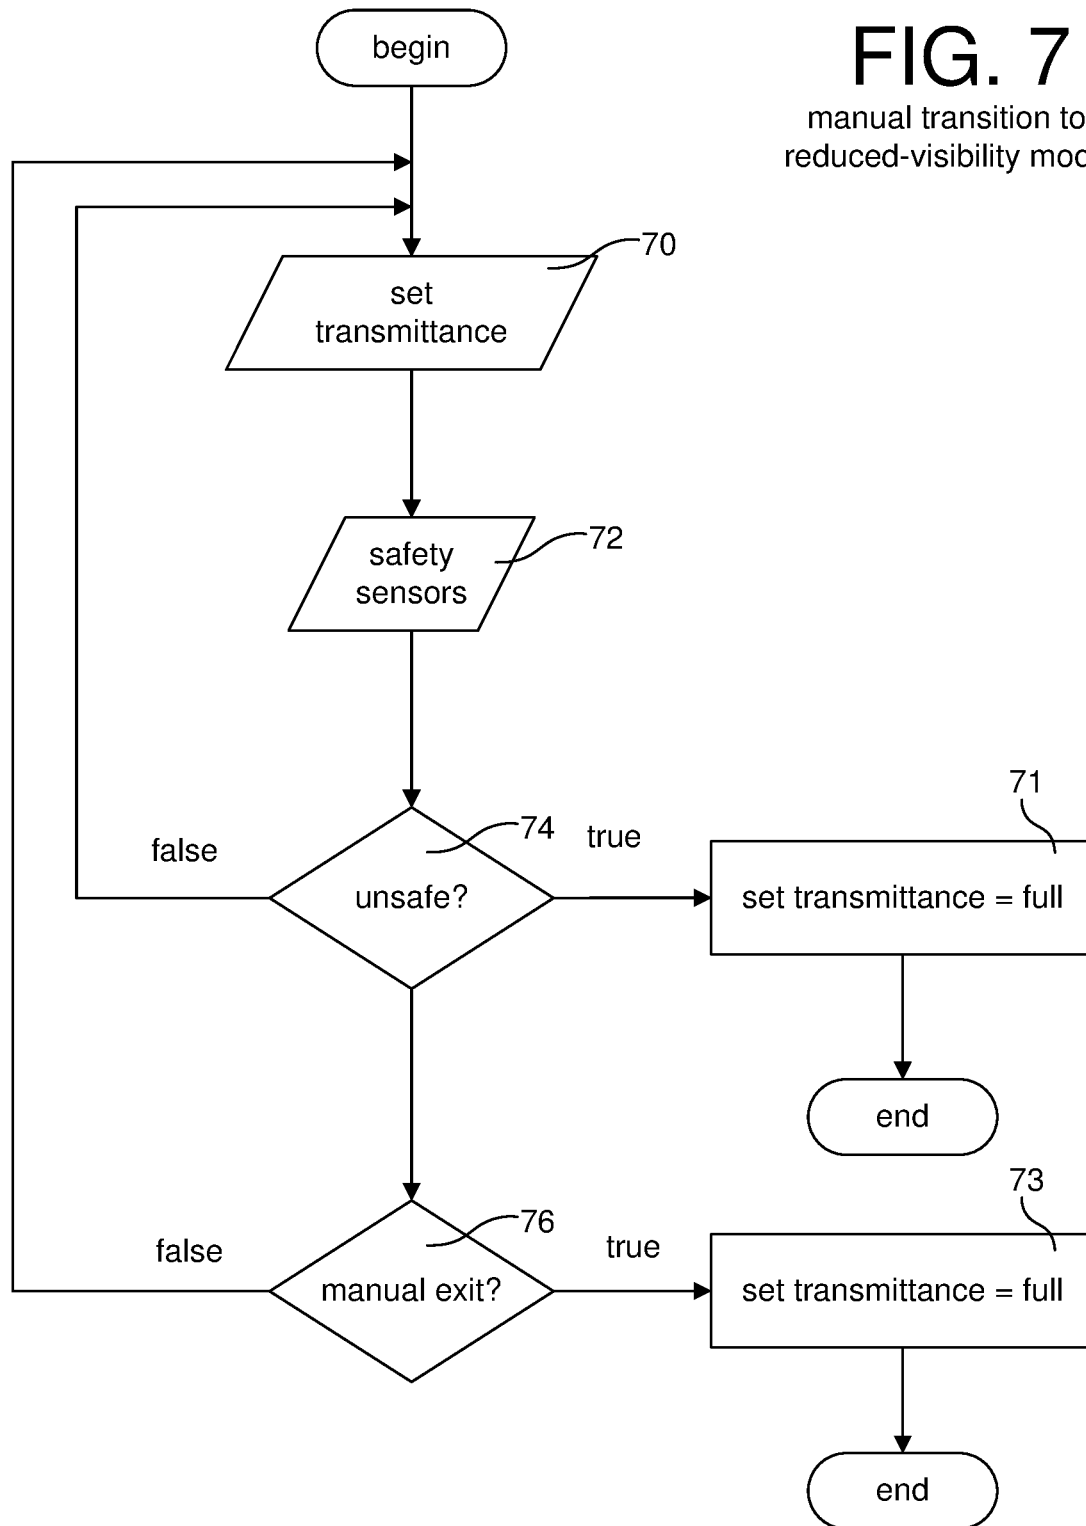 begin
FIG. 7
manual transition to
reduced-visibility mod
70
set
transmittance
72
safety
sensors
71
false
74
true
unsafe?
set transmittance = full
end
73
false
76
true
manual exit?
set transmittance = full
end